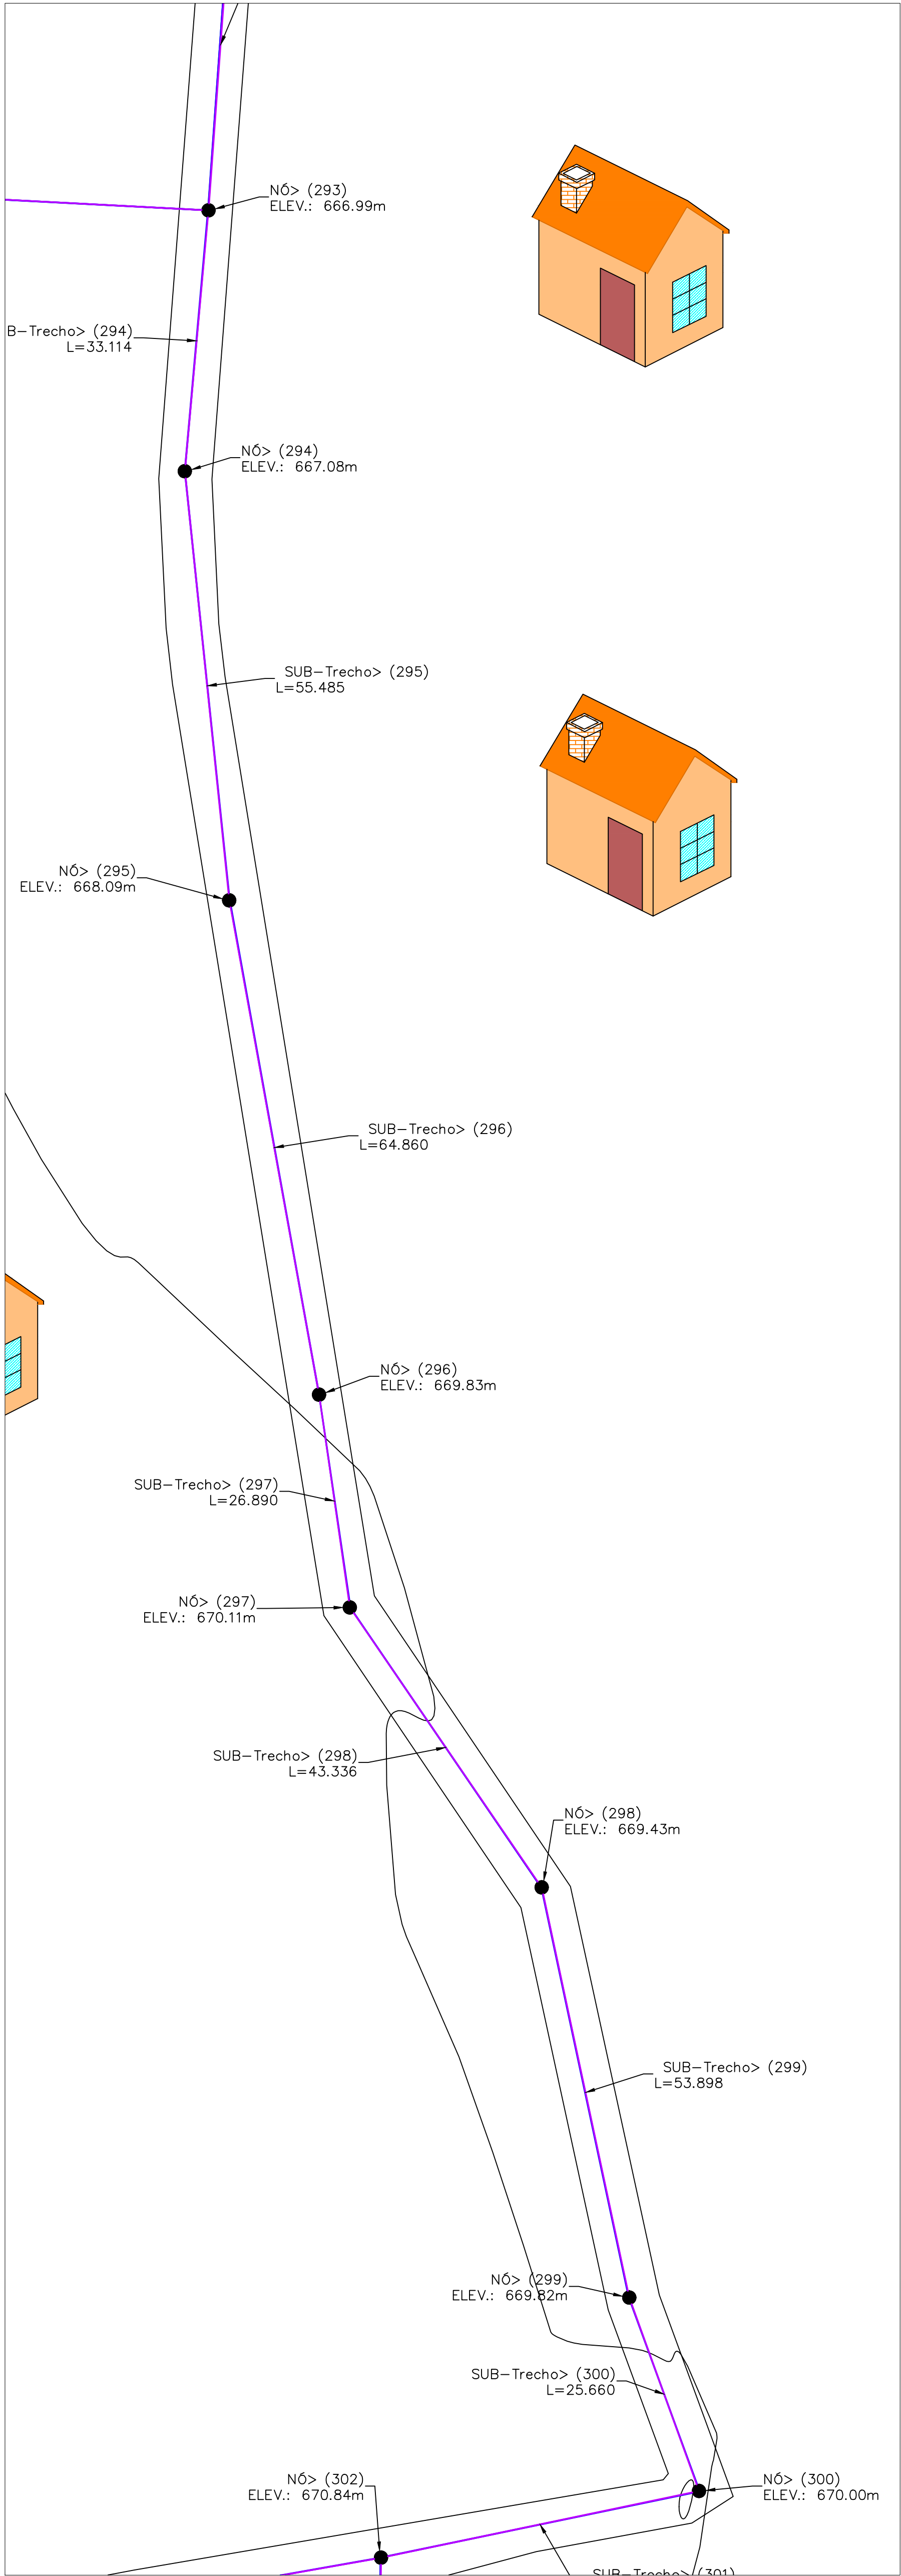 NÓ> (293)
ELEV.: 666.99m
B-Trecho> (294)
L=33.114
NÓ> (294)
ELEV.: 667.08m
SUB-Trecho> (295)
L=55.485
NÓ> (295)
ELEV.: 668.09m
SUB-Trecho> (296)
L=64.860
NÓ> (296)
ELEV.: 669.83m
SUB-Trecho> (297)
L=26.890
NÓ> (297)
ELEV.: 670.11m
SUB-Trecho> (298)
L=43.336
NÓ> (298)
ELEV.: 669.43m
SUB-Trecho> (299)
L=53.898
NÓ> (299)
ELEV.: 669.82m
SUB-Trecho> (300)
L=25.660
NÓ> (302)
ELEV.: 670.84m
NÓ> (300)
ELEV.: 670.00m
SUB-Trecho> (301)